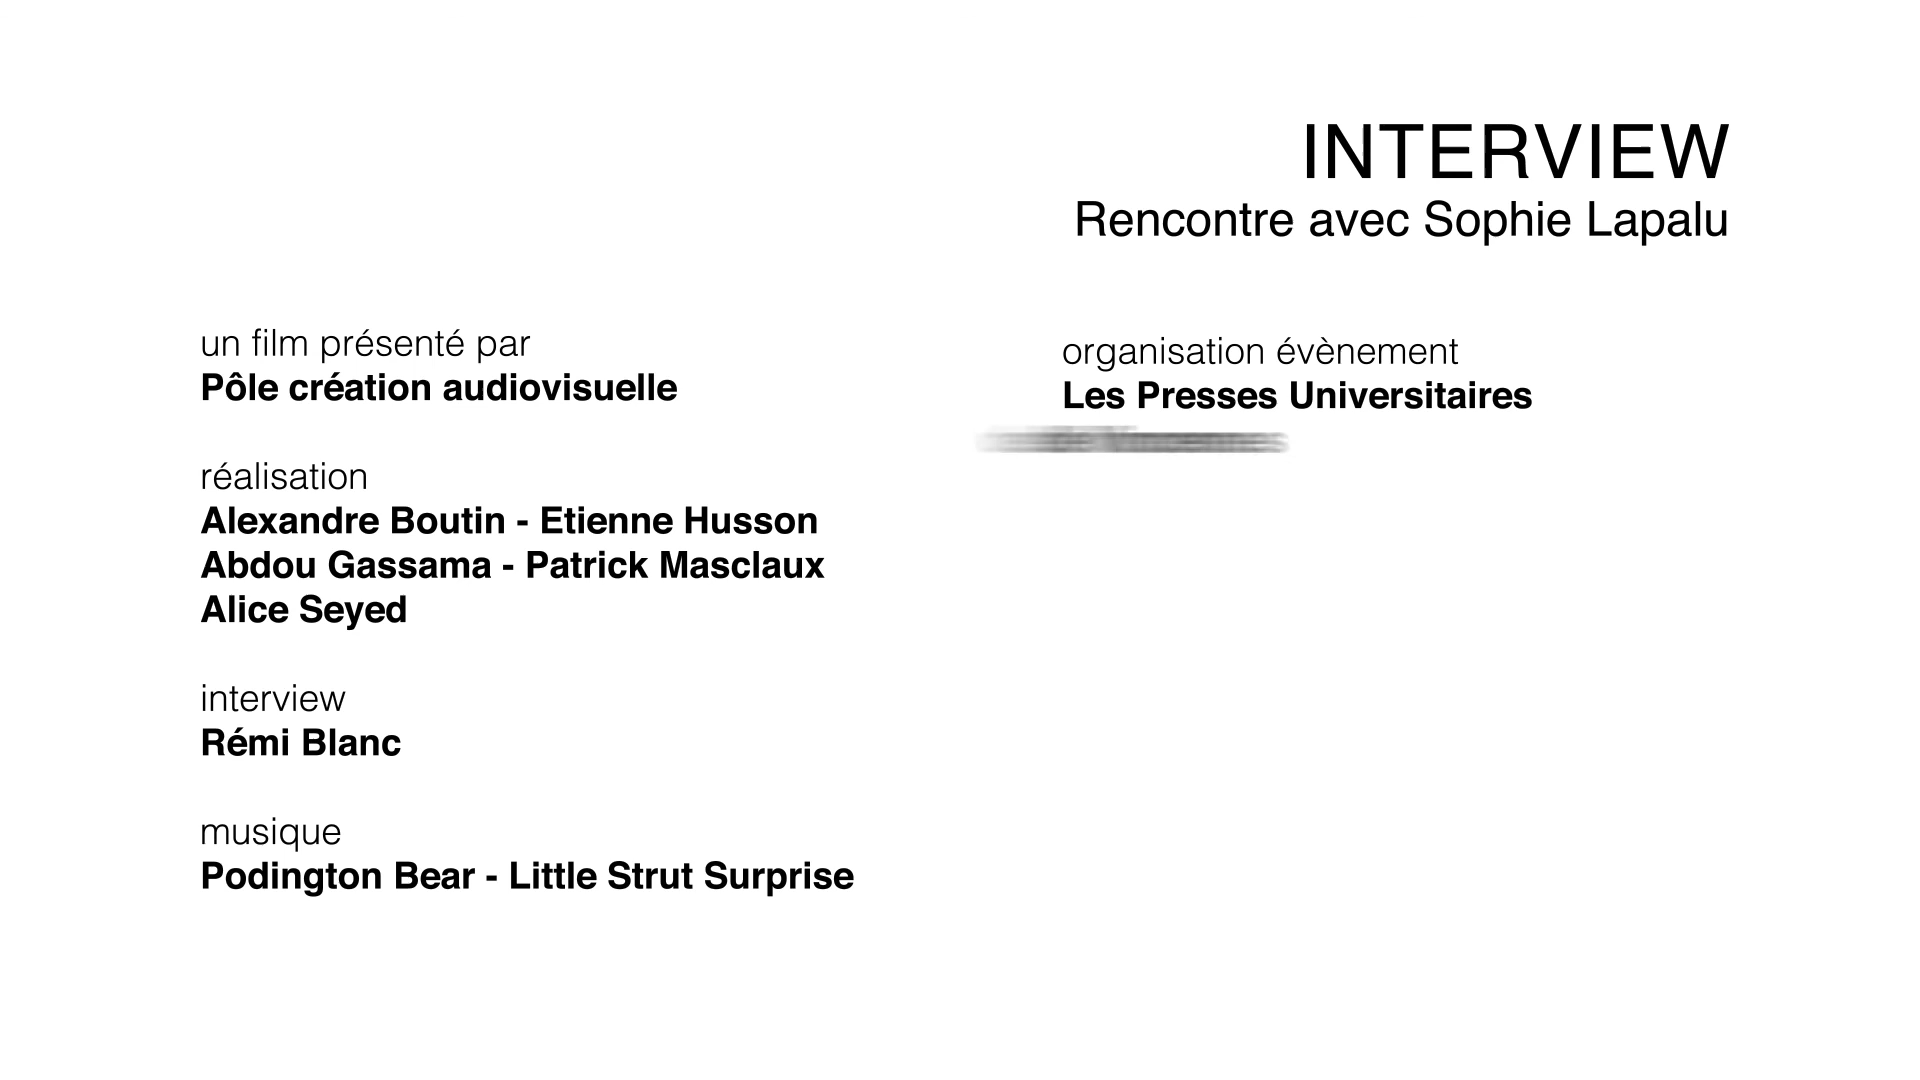 INTERVIEW
Rencontre avec Sophie Lapalu
un film présenté par
Pôle création audiovisuelle
réalisation
Alexandre Boutin - Etienne Husson
Abdou Gassama - Patrick Masclaux
Alice Seyed
interview
Rémi Blanc
musique
Podington Bear - Little Strut Surprise
organisation évènement
Les Presses Universitaires